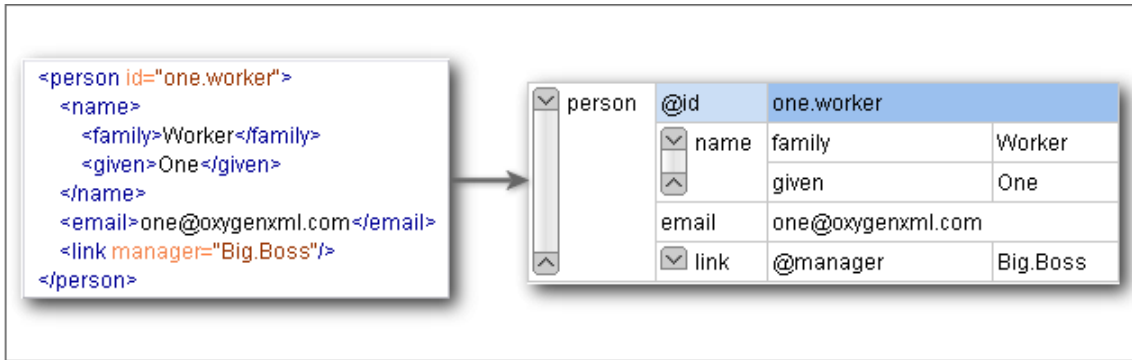 <person id="one.worker">
<name>
<family>Worker</family>
<given>One</given>
</name>
<email>one@oxygenxml.com</email>
<link manager="Big.Boss"/>
</person>
person @id one.worker
name family Worker
given One
email one@oxygenxml.com
link @manager Big.Boss